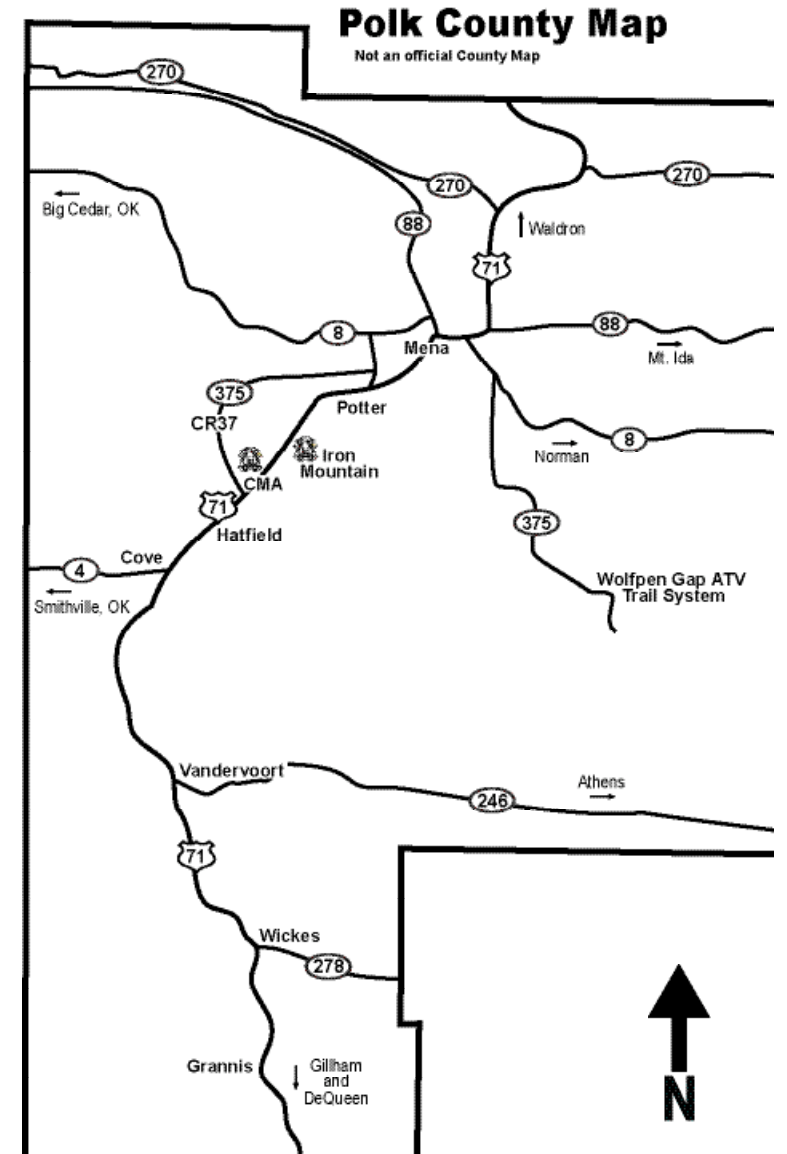 Polk County Map
Not an official County Map
270
270
270
Big Cedar, OK
88
Waldron
71
88
8
Mena
Mt. Ida
375
Potter
CR37
8
Norman
Iron
Mountain
CMA
71
Hatfield
375
Cove
4
Smithville, OK
Wolfpen Gap ATV
Trail System
Vandervoort
Athens
246
71
Wickes
278
Grannis
Gillham
and
DeQueen
N